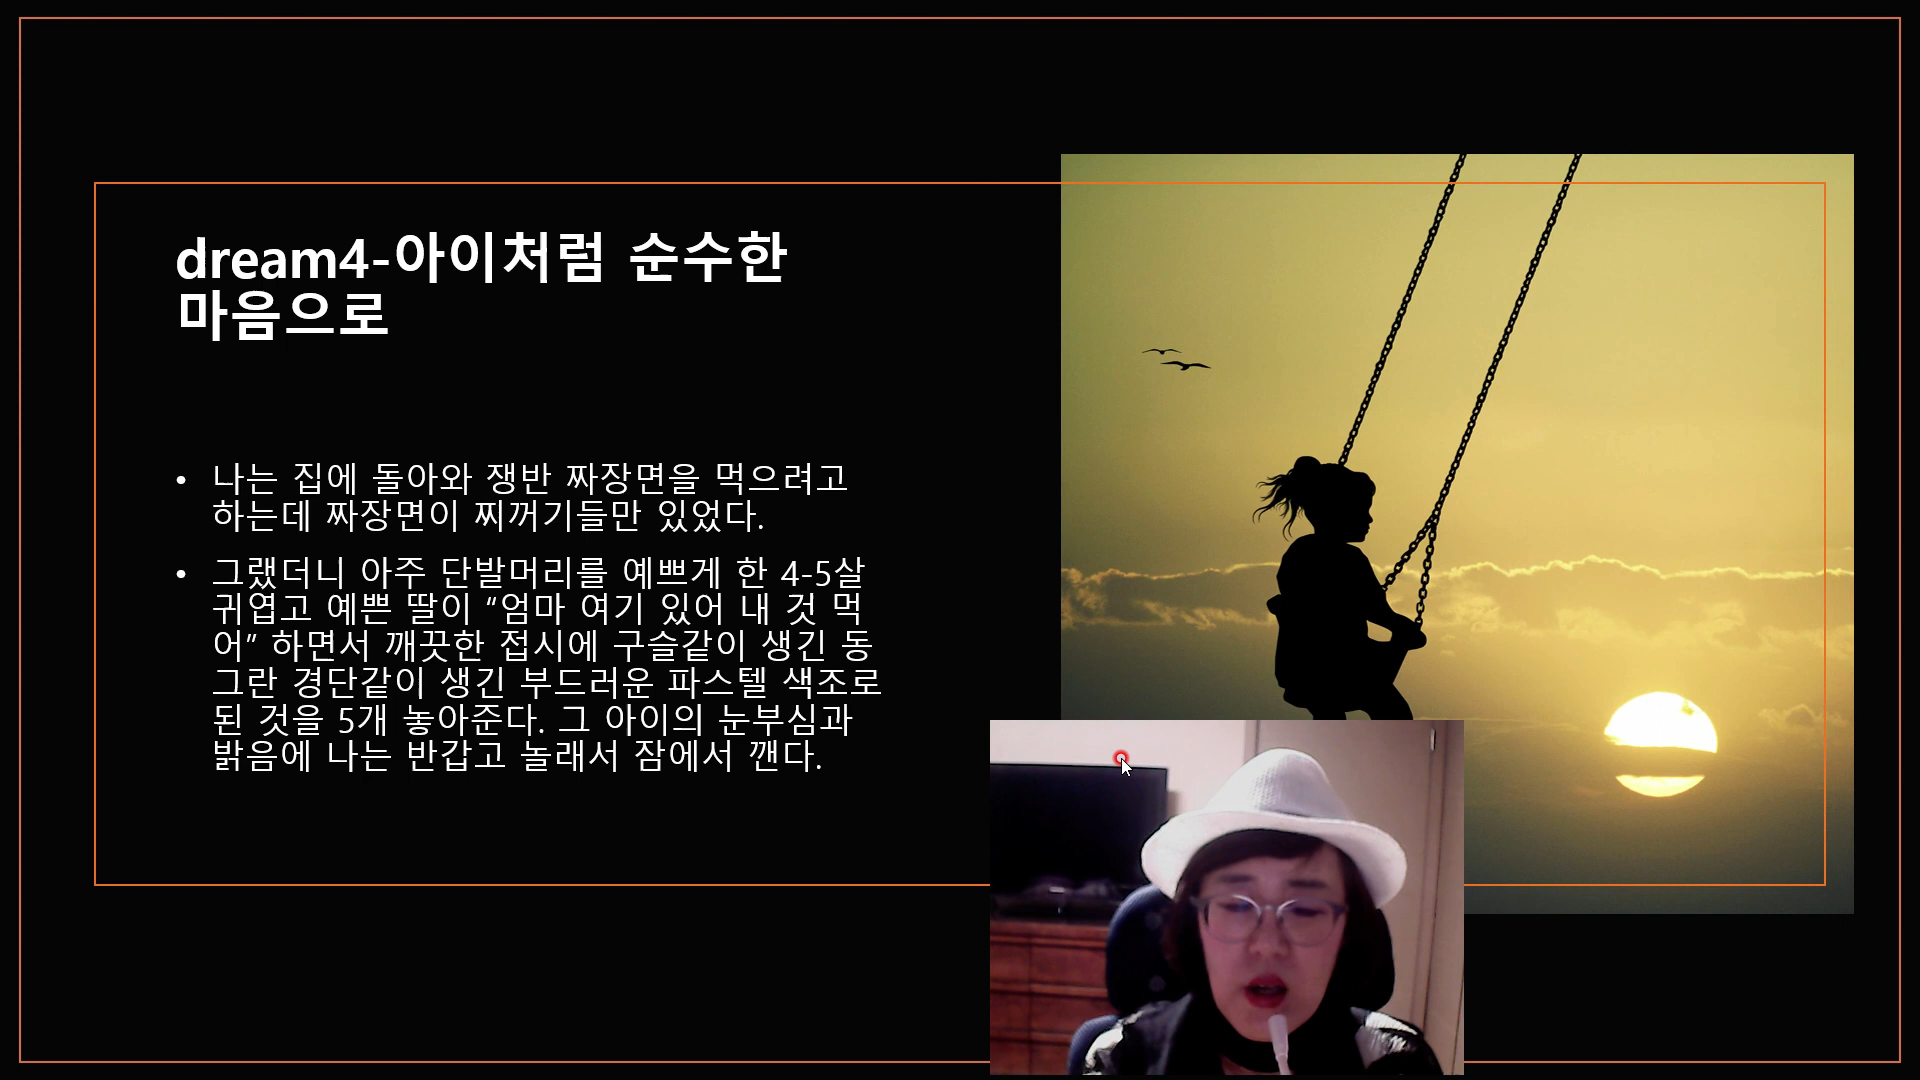 dream4-아이처럼 순수한
마음으로
• 나는 집에 돌아와 쟁반 짜장면을 먹으려고
하는데 짜장면이 찌꺼기들만 있었다.
• 그랬더니 아주 단발머리를 예쁘게 한 4-5살
귀엽고 예쁜 딸이 “엄마 여기 있어 내 것 먹
어” 하면서 깨끗한 접시에 구슬같이 생긴 동
그란 경단같이 생긴 부드러운 파스텔 색조로
된 것을 5개 놓아준다. 그 아이의 눈부심과
밝음에 나는 반갑고 놀래서 잠에서 깬다.